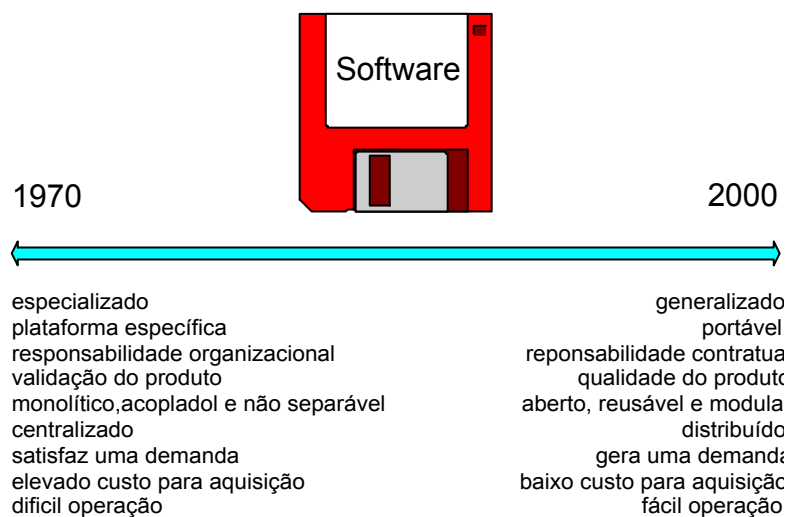 Software
1970
2000
especializado
plataforma específica
responsabilidade organizacional
validação do produto
monolítico,acopladol e não separável
centralizado
satisfaz uma demanda
elevado custo para aquisição
dificil operação
generalizado
portável
reponsabilidade contratua
qualidade do produto
aberto, reusável e modula
distribuído
gera uma demanda
baixo custo para aquisição
fácil operação